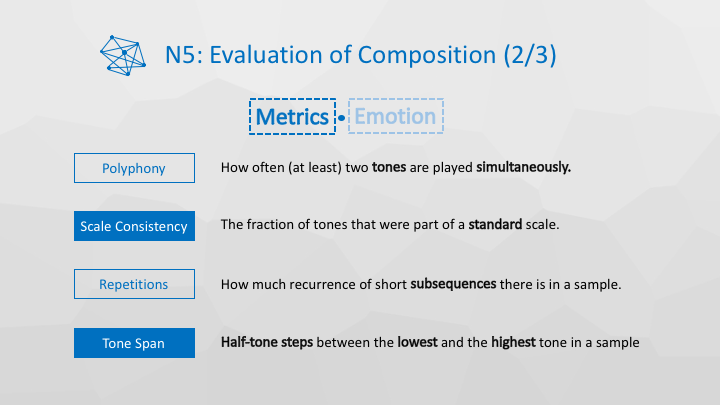 N5: Evaluation of Composition (2/3)
Metrics • Emotion
Polyphony How often (at least) two tones are played simultaneously.
Scale Consistency The fraction of tones that were part of a standard scale.
Repetitions How much recurrence of short subsequences there is in a sample.
Tone Span Half-tone steps between the lowest and the highest tone in a sample